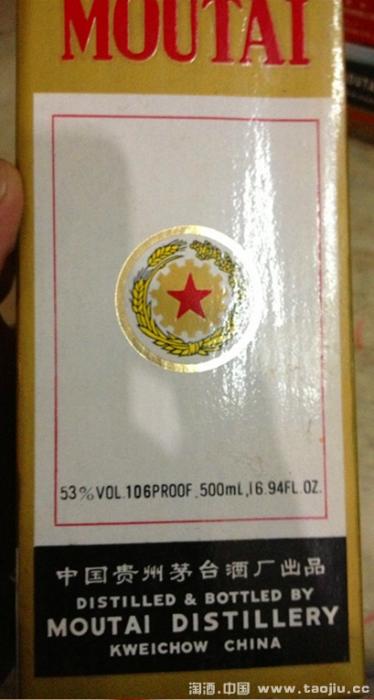 MOUTAI
53%VOL.106PROOF.500mL,16.94FL.OZ.
中国贵州茅台酒厂出品
DISTILLED & BOTTLED BY
MOUTAI DISTILLERY
KWEICHOW CHINA
淘酒.中国 www.taojiu.cc